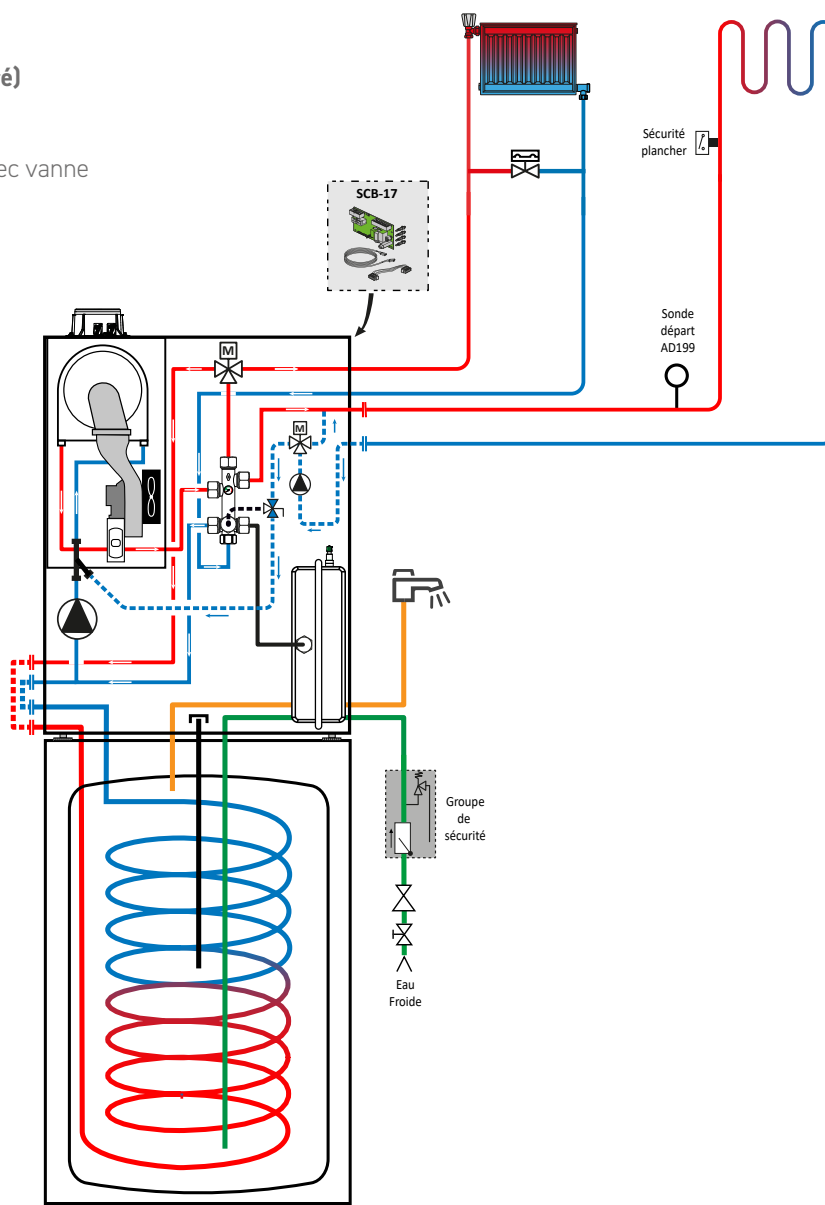 é)
ec vanne
Sécurité
plancher
SCB-17
Sonde
départ
AD199
M
M
Groupe
de
sécurité
Eau
Froide